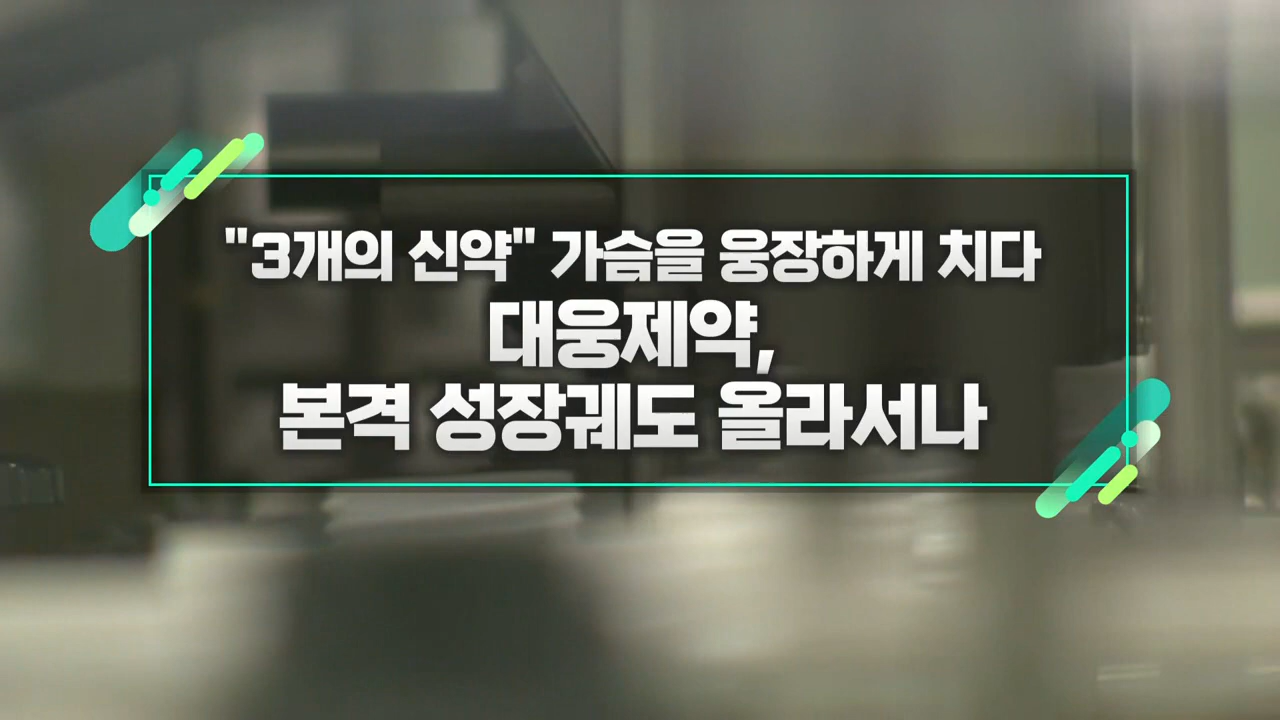 "3개의 신약" 가슴을 웅장하게 치다
대웅제약,
본격 성장궤도 올라서나